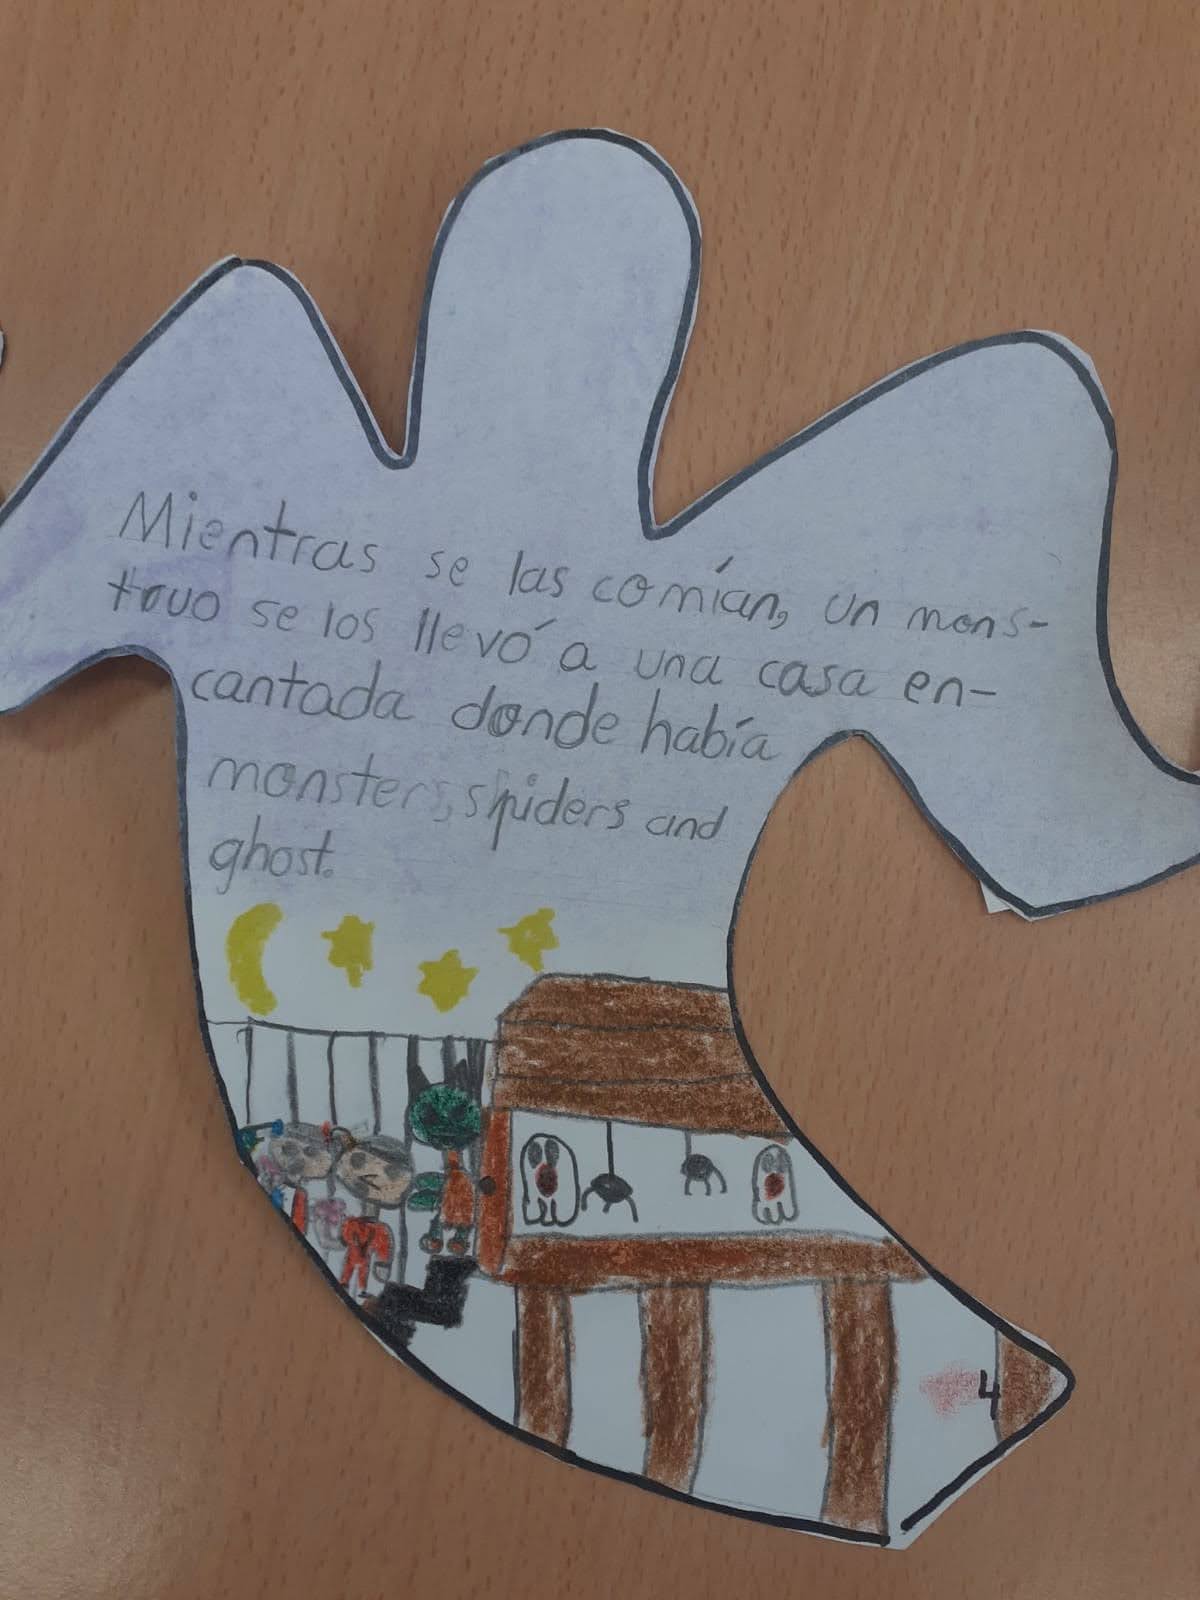 Mientras se las comían, un mons-
truo se los llevó a una casa en-
cantada donde había
monsters, spiders and
ghost.
4